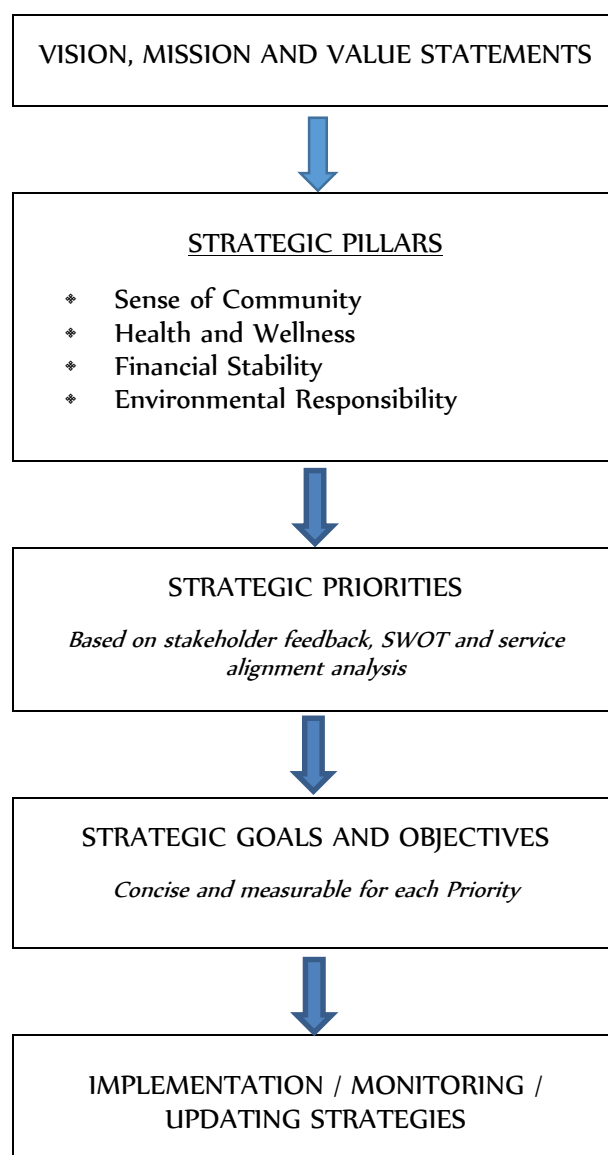 VISION, MISSION AND VALUE STATEMENTS
STRATEGIC PILLARS
Sense of Community
Health and Wellness
Financial Stability
Environmental Responsibility
STRATEGIC PRIORITIES
Based on stakeholder feedback, SWOT and service
alignment analysis
STRATEGIC GOALS AND OBJECTIVES
Concise and measurable for each Priority
IMPLEMENTATION / MONITORING /
UPDATING STRATEGIES